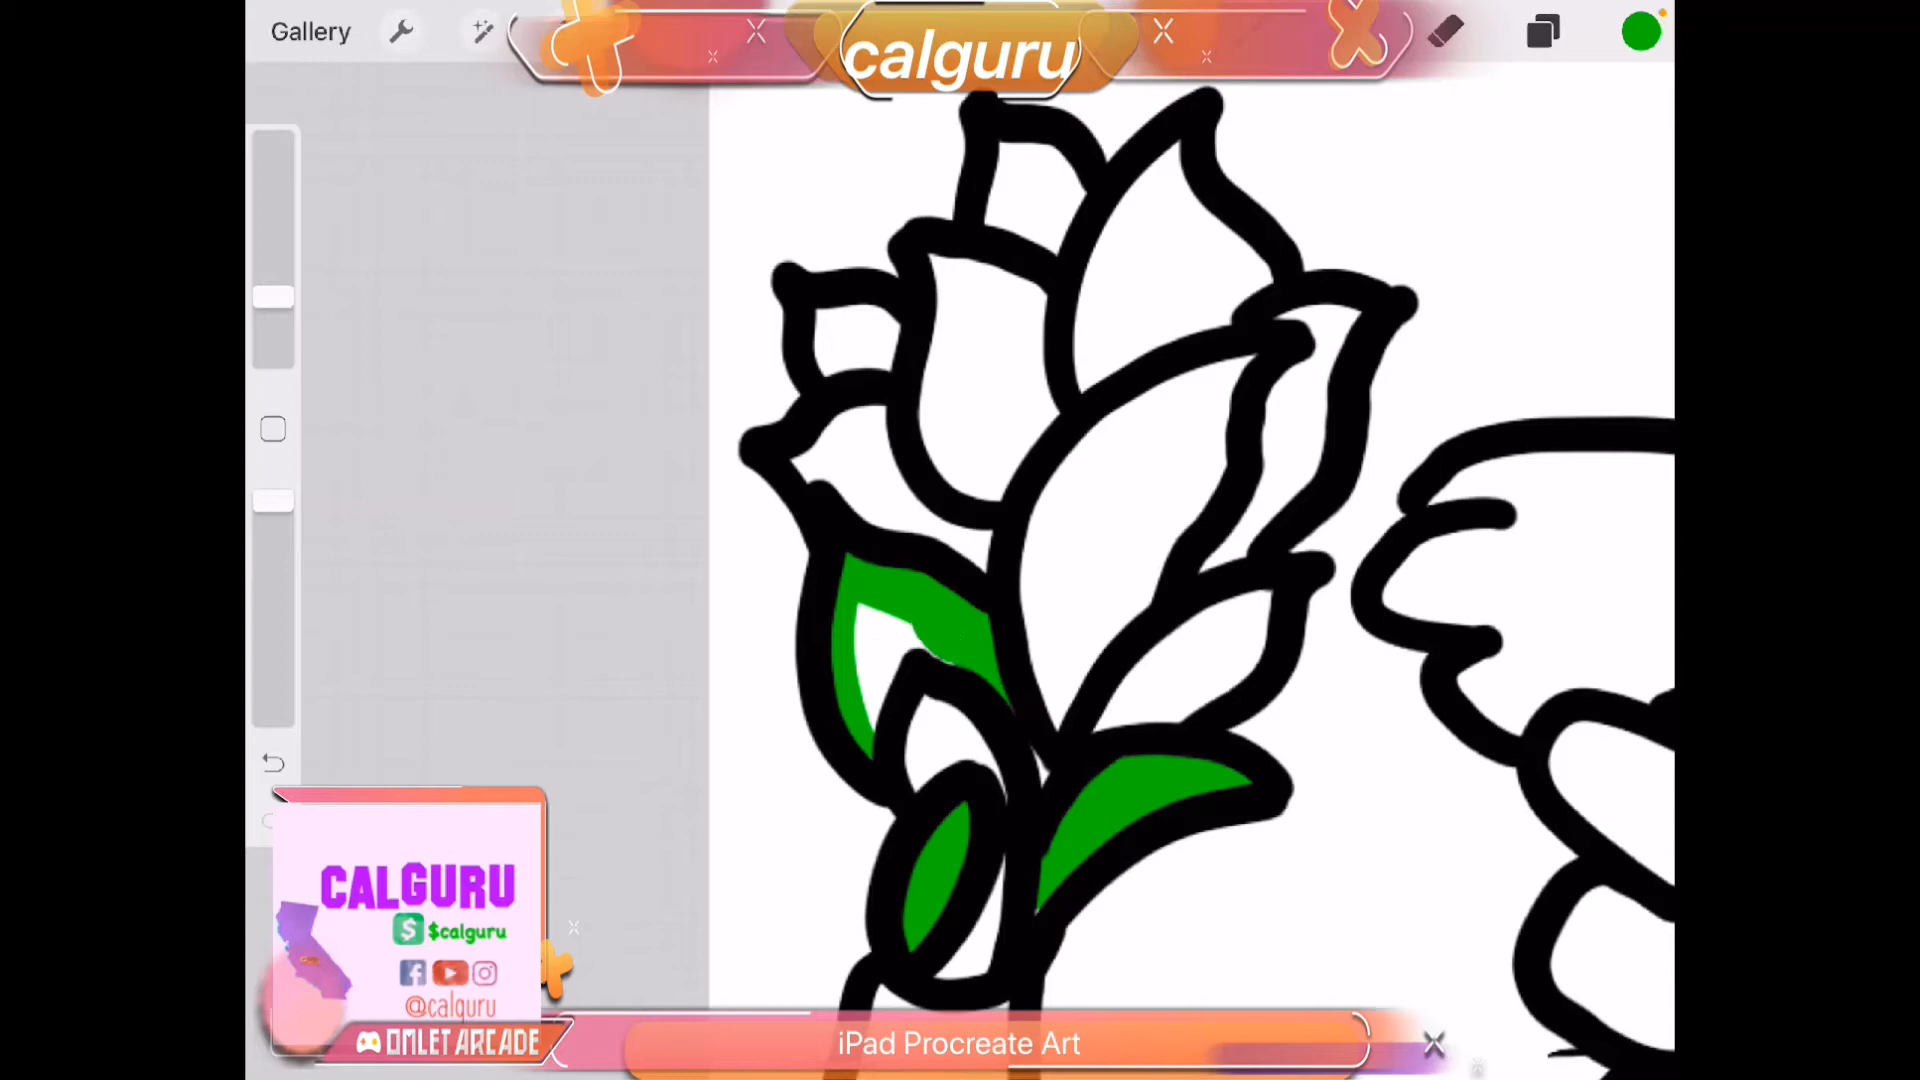 Gallery
calguru
CALGURU
$ $calguru
@calguru
OMLET ARCADE
iPad Procreate Art